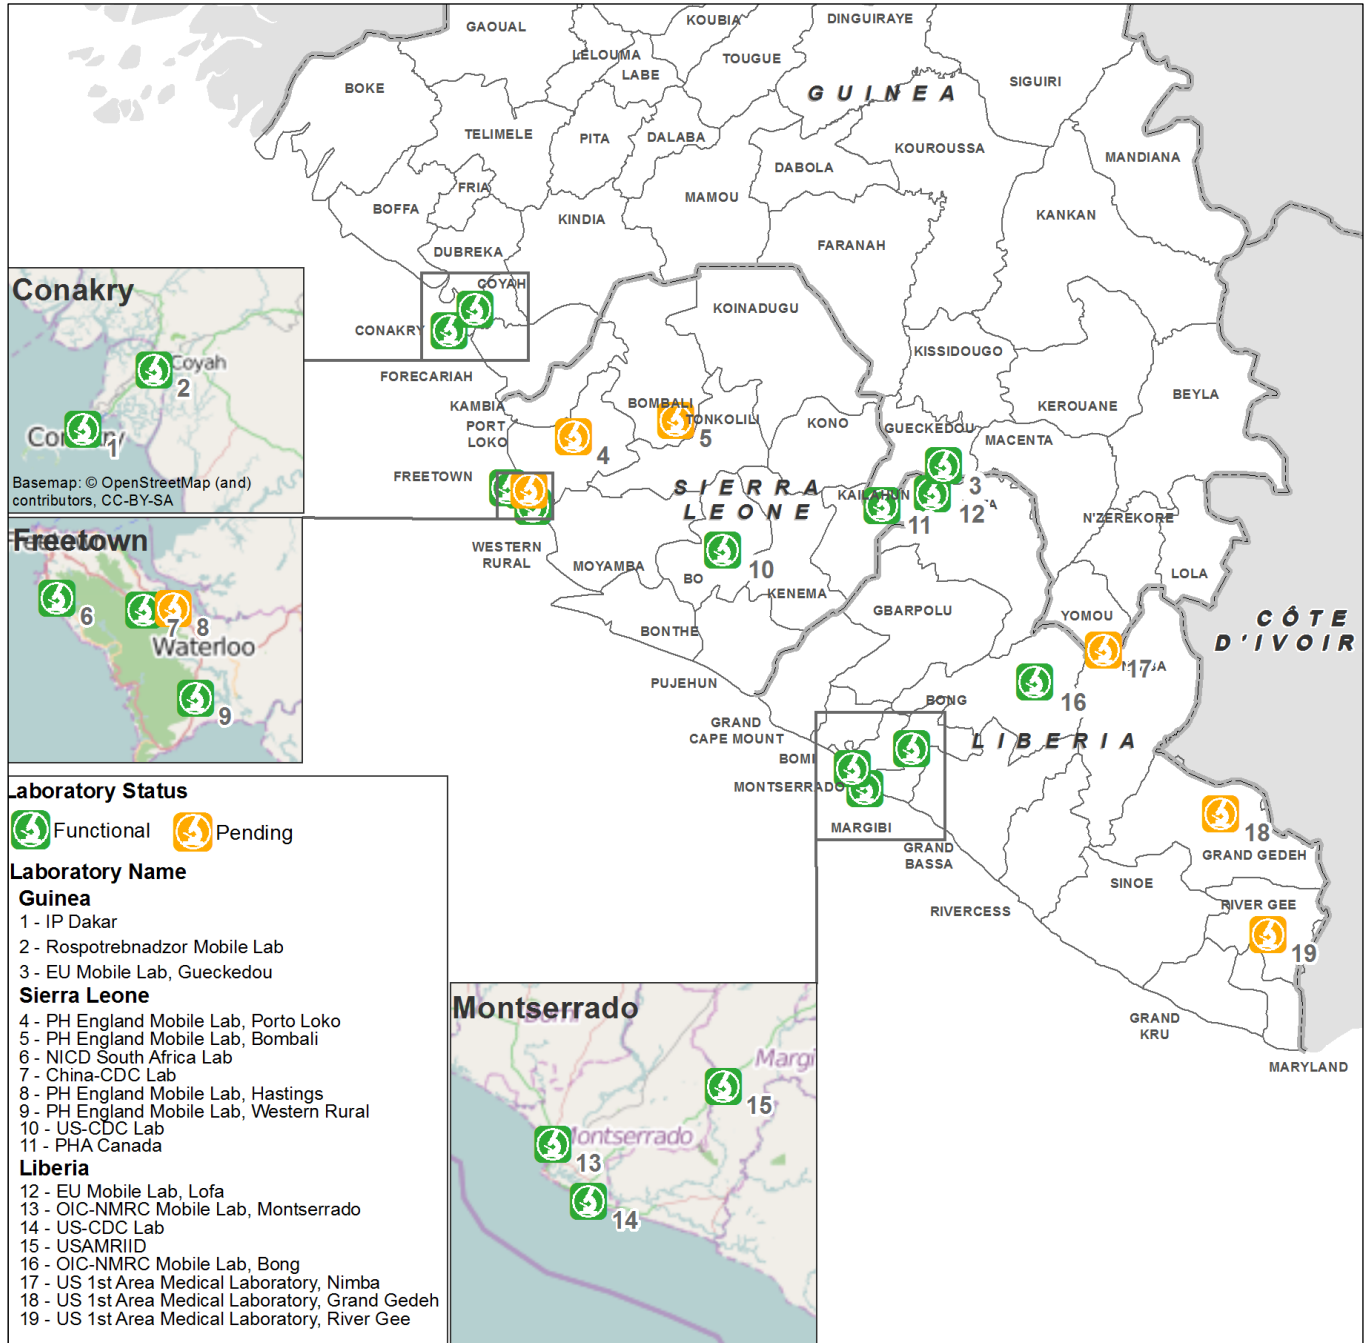 GAOUAL
KOUBIA
DINGUIRAYE
LELOUMA
TOUGUE
LABE
SIGUIRI
BOKE
GUINEA
TELIMELE
PITA
DALABA
KOUROUSSA
MANDIANA
DABOLA
FRIA
MAMOU
BOFFA
KINDIA
KANKAN
FARANAH
DUBREKA
COYAH
KOINADUGU
CONAKRY
KISSIDOUGO
FORECARIAH
BEYLA
KAMBIA
BOMBALI
KEROUANE
PORT
LOKO
TONKOLILI
KONO
GUECKEDOU
MACENTA
4
5
FREETOWN
SIERRA
LEONE
KAILAHUN
3
11
12
N'ZEREKORE
WESTERN
RURAL
MOYAMBA
BO
10
KENEMA
LOLA
GBARPOLU
YOMOU
BONTHE
CÔTE
D'IVOIR
PUJEHUN
17
16
BONG
GRAND
CAPE MOUNT
LIBERIA
BOMI
MONTSERRADO
MARGIBI
18
GRAND GEDEH
GRAND
BASSA
SINOE
RIVER GEE
RIVERCESS
19
GRAND
KRU
MARYLAND
Conakry
Coyah
2
Conakry
1
Basemap: © OpenStreetMap (and)
contributors, CC-BY-SA
Freetown
6
7
8
Waterloo
9
Laboratory Status
Functional
Pending
Laboratory Name
Guinea
1 - IP Dakar
2 - Rospotrebnadzor Mobile Lab
3 - EU Mobile Lab, Gueckedou
Sierra Leone
4 - PH England Mobile Lab, Porto Loko
5 - PH England Mobile Lab, Bombali
6 - NICD South Africa Lab
7 - China-CDC Lab
8 - PH England Mobile Lab, Hastings
9 - PH England Mobile Lab, Western Rural
10 - US-CDC Lab
11 - PHA Canada
Liberia
12 - EU Mobile Lab, Lofa
13 - OIC-NMRC Mobile Lab, Montserrado
14 - US-CDC Lab
15 - USAMRIID
16 - OIC-NMRC Mobile Lab, Bong
17 - US 1st Area Medical Laboratory, Nimba
18 - US 1st Area Medical Laboratory, Grand Gedeh
19 - US 1st Area Medical Laboratory, River Gee
Montserrado
Margi
15
Montserrado
13
14